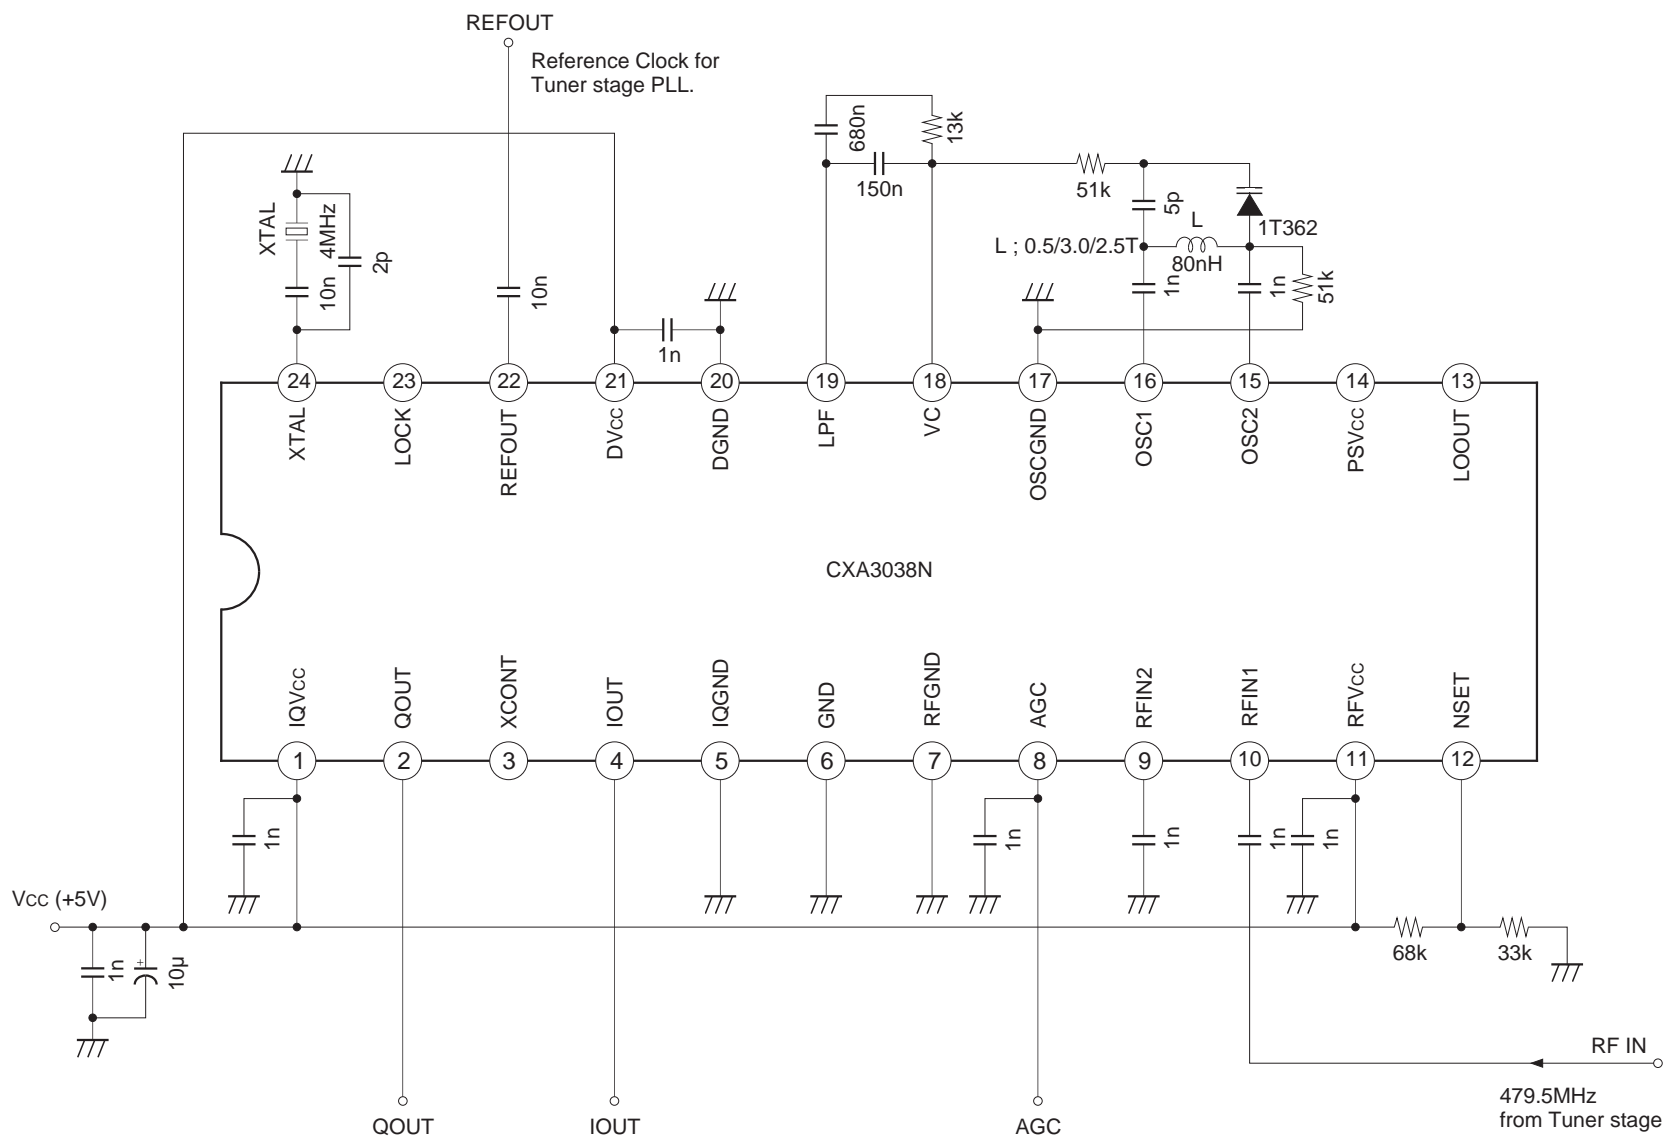 REFOUT
Reference Clock for
Tuner stage PLL.
XTAL
4MHz
10n
2p
10n
1n
680n
13k
150n
51k
5p
L
1T362
L ; 0.5/3.0/2.5T
80nH
1n
1n
51k
24
23
22
21
20
19
18
17
16
15
14
13
XTAL
LOCK
REFOUT
DVCC
DGND
LPF
VC
OSCGND
OSC1
OSC2
PSVCC
LOOUT
CXA3038N
IQVCC
QOUT
XCONT
IOUT
IQGND
GND
RFGND
AGC
RFIN2
RFIN1
RFVCC
NSET
1
2
3
4
5
6
7
8
9
10
11
12
1n
1n
1n
1n
1n
VCC (+5V)
1n
+
10µ
68k
33k
RF IN
479.5MHz
from Tuner stage
QOUT
IOUT
AGC